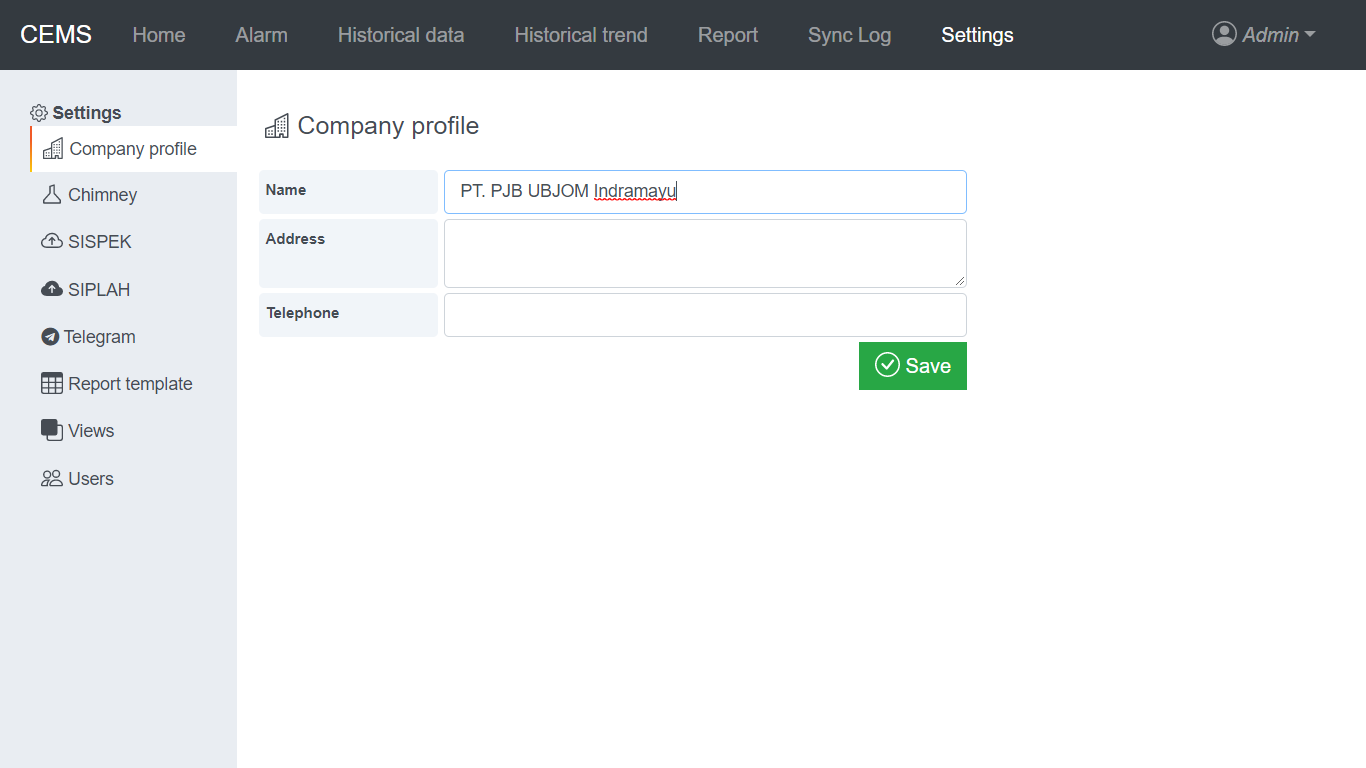 CEMS Home Alarm Historical data Historical trend Report Sync Log Settings Admin
Settings
Company profile
Chimney
SISPEK
SIPLAH
Telegram
Report template
Views
Users
Company profile
Name PT. PJB UBJOM Indramayu
Address
Telephone
Save